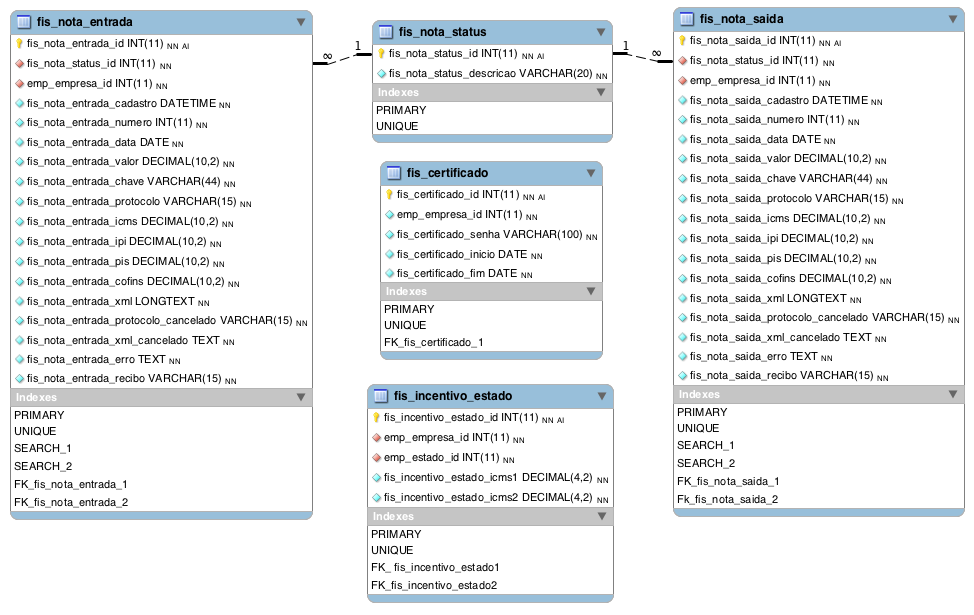 fis_nota_entrada
fis_nota_entrada_id INT(11) NN AI
fis_nota_status_id INT(11) NN
emp_empresa_id INT(11) NN
fis_nota_entrada_cadastro DATETIME NN
fis_nota_entrada_numero INT(11) NN
fis_nota_entrada_data DATE NN
fis_nota_entrada_valor DECIMAL(10,2) NN
fis_nota_entrada_chave VARCHAR(44) NN
fis_nota_entrada_protocolo VARCHAR(15) NN
fis_nota_entrada_icms DECIMAL(10,2) NN
fis_nota_entrada_ipi DECIMAL(10,2) NN
fis_nota_entrada_pis DECIMAL(10,2) NN
fis_nota_entrada_cofins DECIMAL(10,2) NN
fis_nota_entrada_xml LONGTEXT NN
fis_nota_entrada_protocolo_cancelado VARCHAR(15) NN
fis_nota_entrada_xml_cancelado TEXT NN
fis_nota_entrada_erro TEXT NN
fis_nota_entrada_recibo VARCHAR(15) NN
Indexes
PRIMARY
UNIQUE
SEARCH_1
SEARCH_2
FK_fis_nota_entrada_1
FK_fis_nota_entrada_2
∞
1
fis_nota_status
fis_nota_status_id INT(11) NN AI
fis_nota_status_descricao VARCHAR(20) NN
Indexes
PRIMARY
UNIQUE
1
∞
fis_certificado
fis_certificado_id INT(11) NN AI
emp_empresa_id INT(11) NN
fis_certificado_senha VARCHAR(100) NN
fis_certificado_inicio DATE NN
fis_certificado_fim DATE NN
Indexes
PRIMARY
UNIQUE
FK_fis_certificado_1
fis_incentivo_estado
fis_incentivo_estado_id INT(11) NN AI
emp_empresa_id INT(11) NN
emp_estado_id INT(11) NN
fis_incentivo_estado_icms1 DECIMAL(4,2) NN
fis_incentivo_estado_icms2 DECIMAL(4,2) NN
Indexes
PRIMARY
UNIQUE
FK_ fis_incentivo_estado1
FK_fis_incentivo_estado2
fis_nota_saida
fis_nota_saida_id INT(11) NN AI
fis_nota_status_id INT(11) NN
emp_empresa_id INT(11) NN
fis_nota_saida_cadastro DATETIME NN
fis_nota_saida_numero INT(11) NN
fis_nota_saida_data DATE NN
fis_nota_saida_valor DECIMAL(10,2) NN
fis_nota_saida_chave VARCHAR(44) NN
fis_nota_saida_protocolo VARCHAR(15) NN
fis_nota_saida_icms DECIMAL(10,2) NN
fis_nota_saida_ipi DECIMAL(10,2) NN
fis_nota_saida_pis DECIMAL(10,2) NN
fis_nota_saida_cofins DECIMAL(10,2) NN
fis_nota_saida_xml LONGTEXT NN
fis_nota_saida_protocolo_cancelado VARCHAR(15) NN
fis_nota_saida_xml_cancelado TEXT NN
fis_nota_saida_erro TEXT NN
fis_nota_saida_recibo VARCHAR(15) NN
Indexes
PRIMARY
UNIQUE
SEARCH_1
SEARCH_2
FK_fis_nota_saida_1
Fk_fis_nota_saida_2